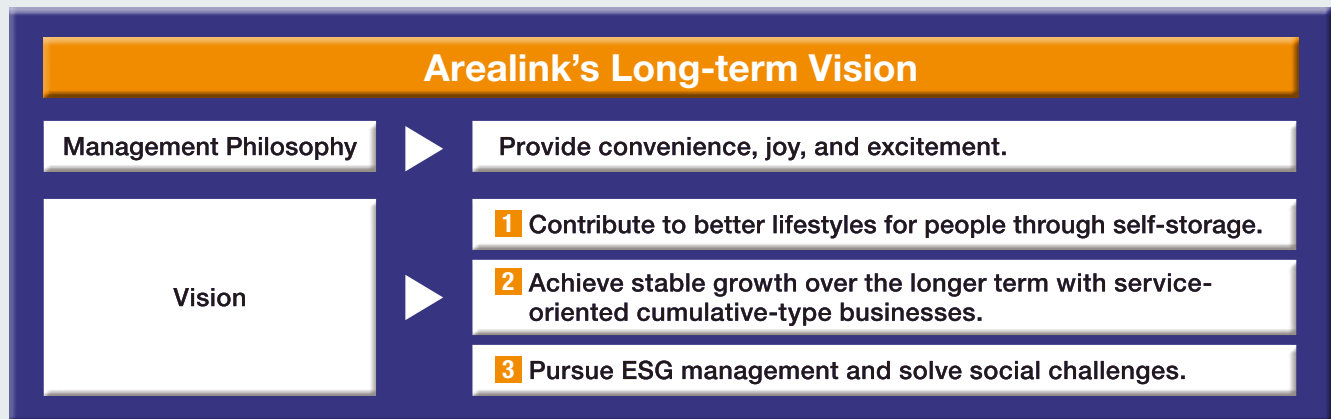 Arealink’s Long-term Vision
Management Philosophy
Provide convenience, joy, and excitement.
Vision
1 Contribute to better lifestyles for people through self-storage.
2 Achieve stable growth over the longer term with service-
oriented cumulative-type businesses.
3 Pursue ESG management and solve social challenges.